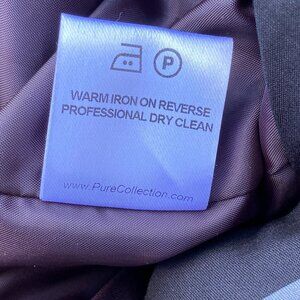 P
WARM IRON ON REVERSE
PROFESSIONAL DRY CLEAN
www.PureCollection.com